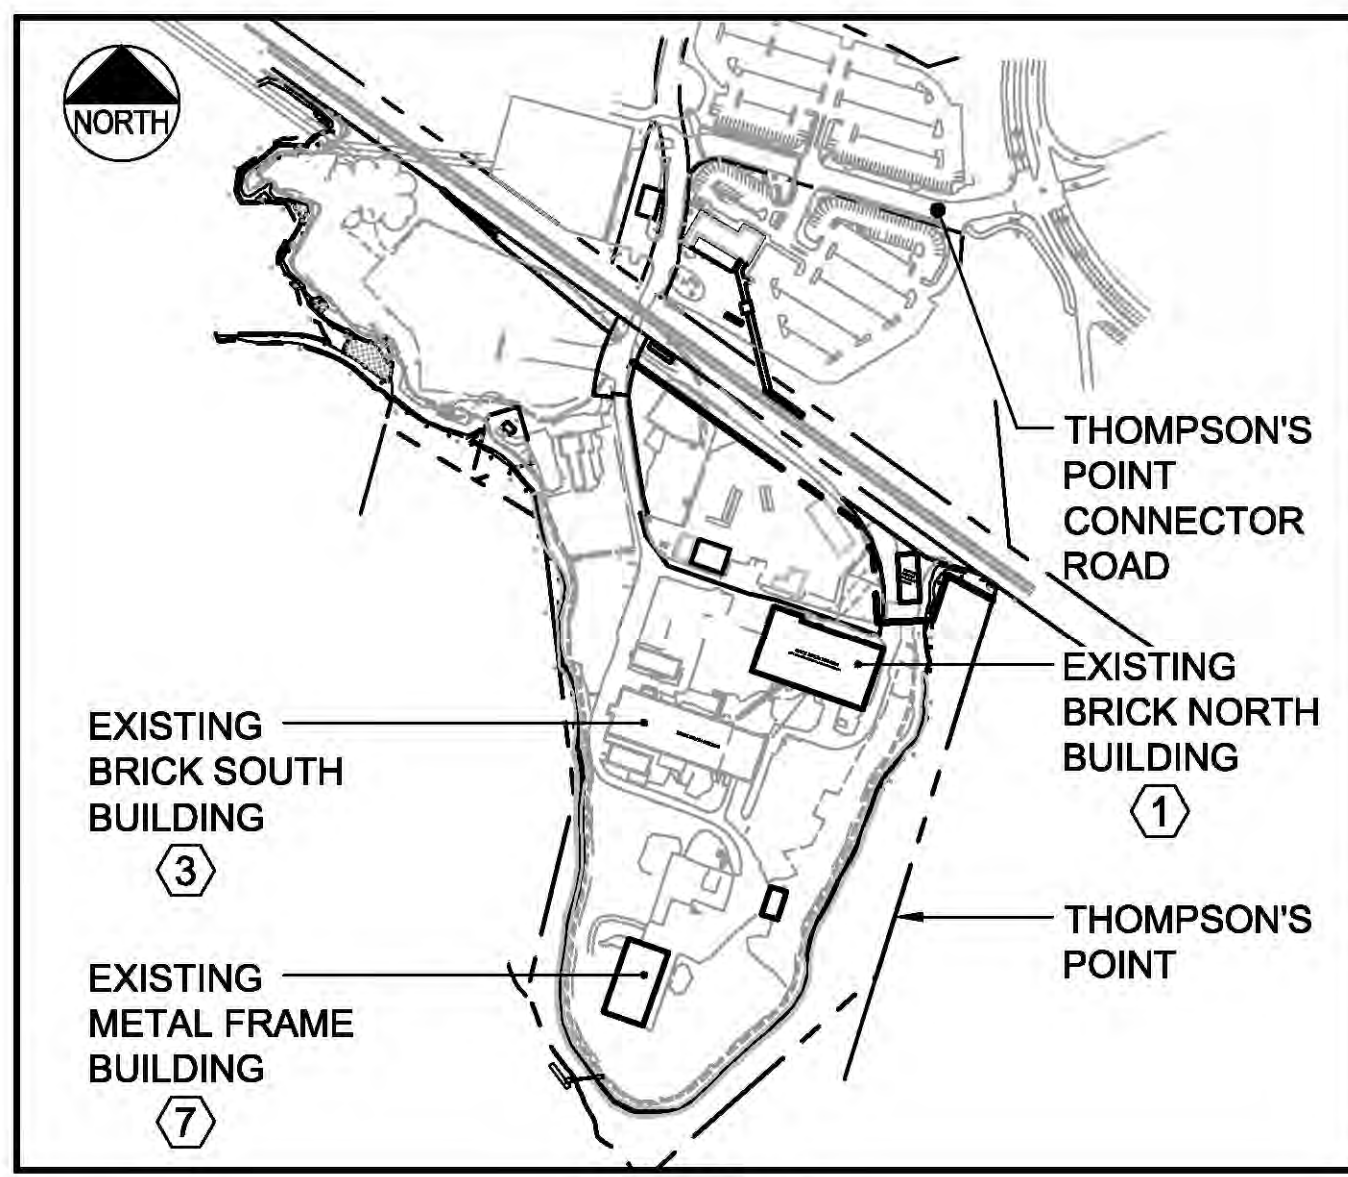 NORTH
THOMPSON'S
POINT
CONNECTOR
ROAD
EXISTING
BRICK NORTH
BUILDING
1
EXISTING
BRICK SOUTH
BUILDING
3
THOMPSON'S
POINT
EXISTING
METAL FRAME
BUILDING
7